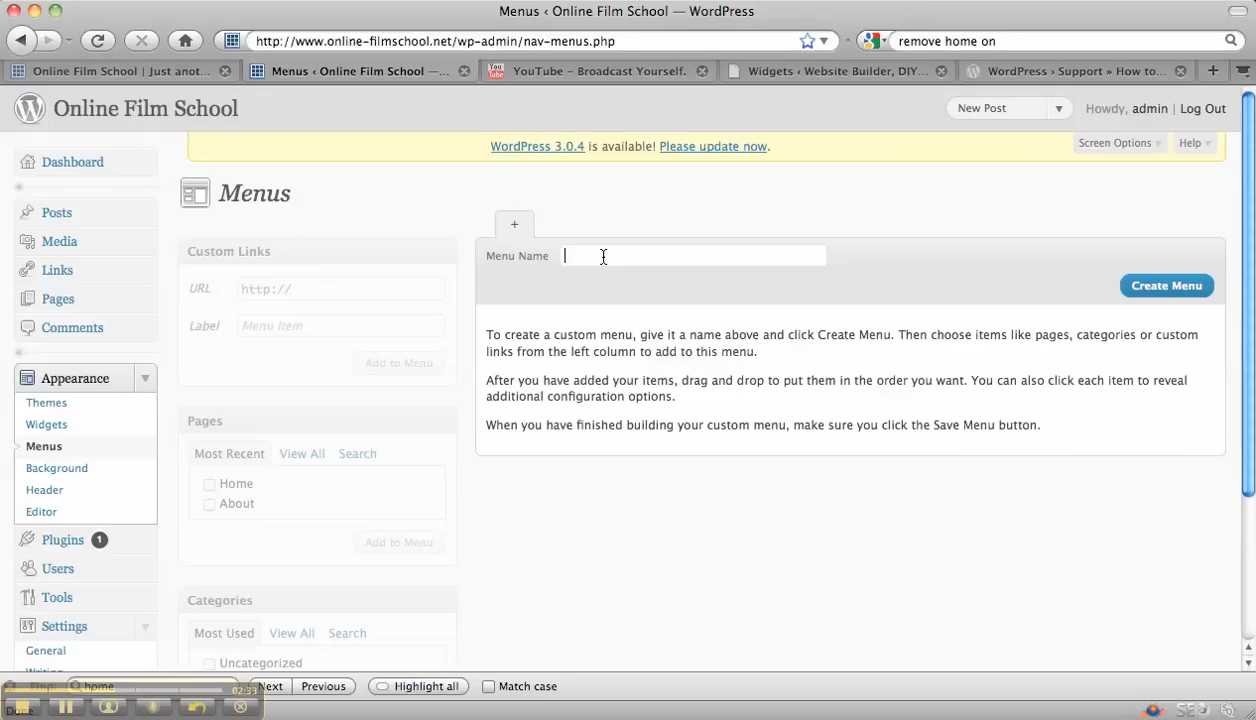 Menus ‹ Online Film School — WordPress
http://www.online-filmschool.net/wp-admin/nav-menus.php
remove home on
Online Film School | Just anot...
Menus ‹ Online Film School —...
YouTube - Broadcast Yourself.
Widgets ‹ Website Builder, DIY...
WordPress › Support » How to...
Online Film School
New Post
Howdy, admin | Log Out
WordPress 3.0.4 is available! Please update now.
Screen Options
Help
Dashboard
Posts
Media
Links
Pages
Comments
Appearance
Themes
Widgets
Menus
Background
Header
Editor
Plugins 1
Users
Tools
Settings
General
Menus
Custom Links
URL http://
Label Menu Item
Add to Menu
Pages
Most Recent View All Search
Home
About
Add to Menu
Categories
Most Used View All Search
Uncategorized
+
Menu Name
Create Menu
To create a custom menu, give it a name above and click Create Menu. Then choose items like pages, categories or custom
links from the left column to add to this menu.
After you have added your items, drag and drop to put them in the order you want. You can also click each item to reveal
additional configuration options.
When you have finished building your custom menu, make sure you click the Save Menu button.
home
Next Previous Highlight all Match case
Done